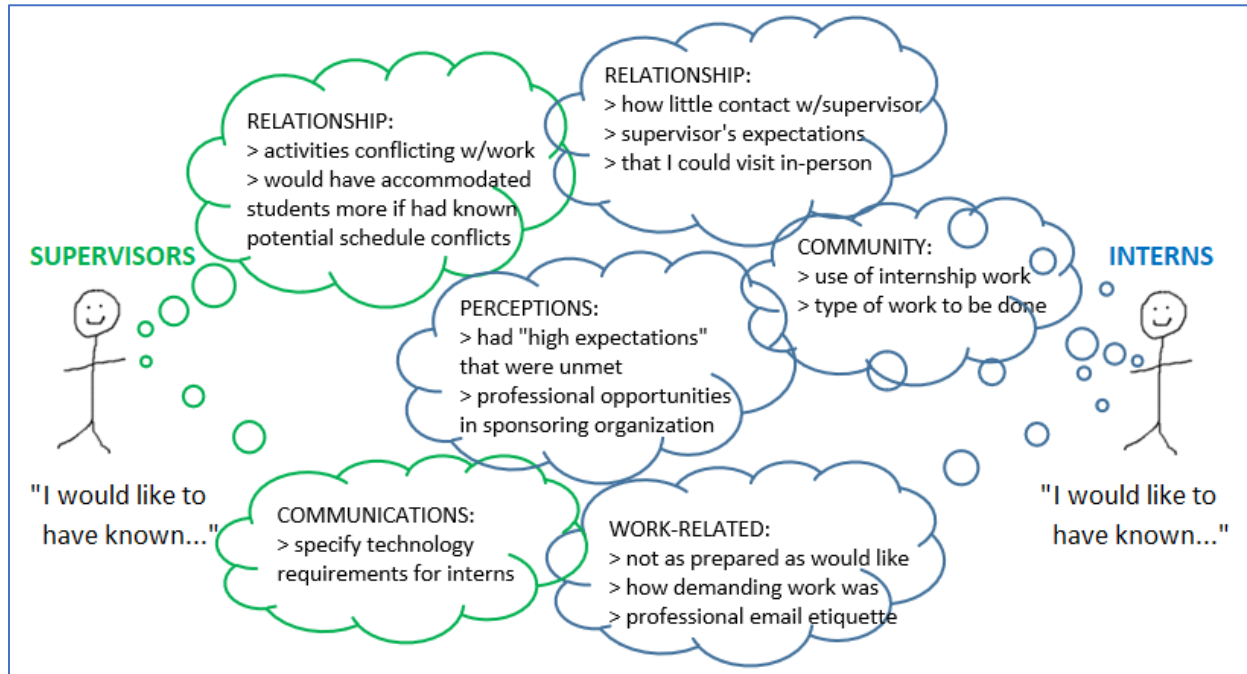 RELATIONSHIP:
> activities conflicting w/work
> would have accommodated
students more if had known
potential schedule conflicts
RELATIONSHIP:
> how little contact w/supervisor
> supervisor's expectations
> that I could visit in-person
SUPERVISORS
COMMUNITY:
> use of internship work
> type of work to be done
INTERNS
PERCEPTIONS:
> had "high expectations"
that were unmet
> professional opportunities
in sponsoring organization
"I would like to
have known..."
COMMUNICATIONS:
> specify technology
requirements for interns
WORK-RELATED:
> not as prepared as would like
> how demanding work was
> professional email etiquette
"I would like to
have known..."